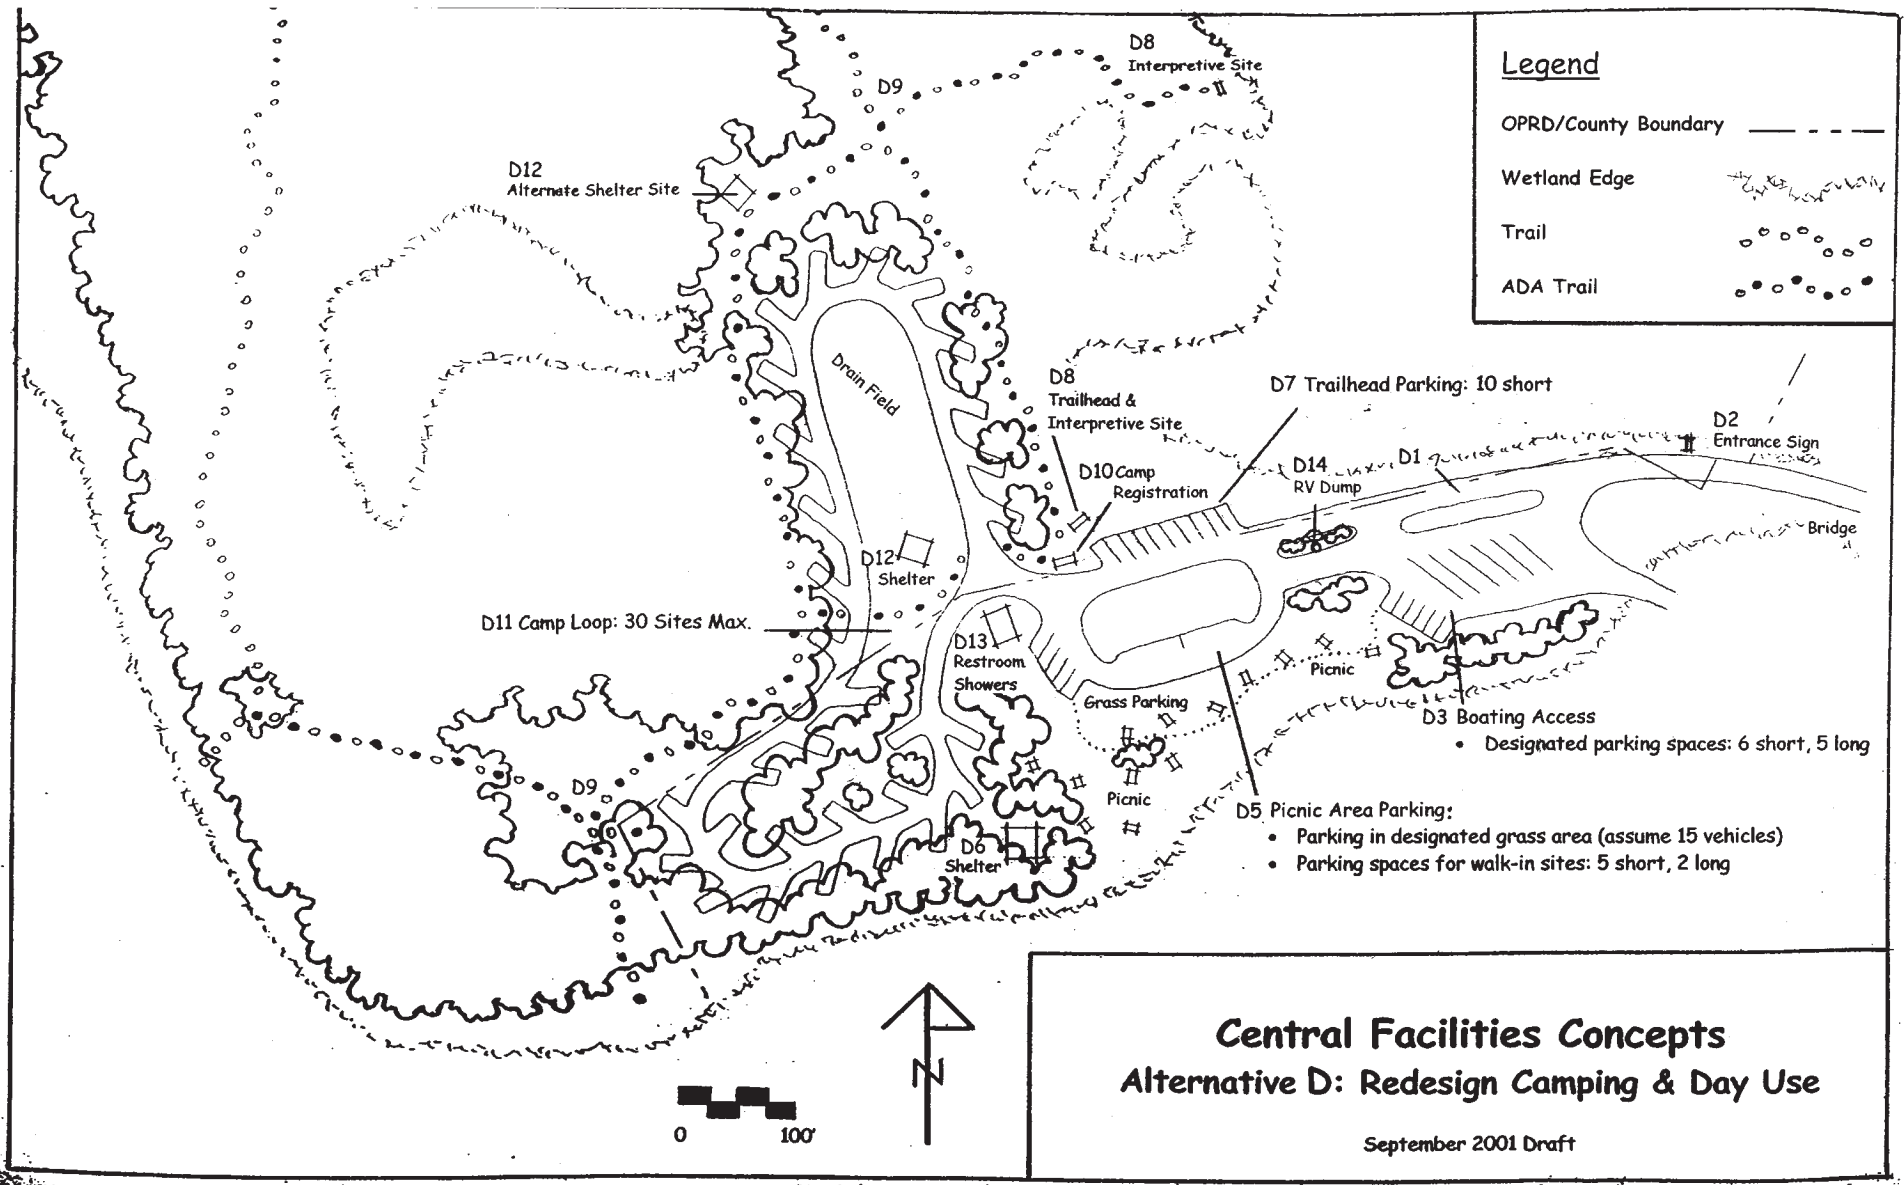 D8
Interpretive Site
D9
Legend
OPRD/County Boundary
Wetland Edge
Trail
ADA Trail
D12
Alternate Shelter Site
Drain Field
D8
Trailhead &
Interpretive Site
D7 Trailhead Parking: 10 short
D2
Entrance Sign
D10 Camp
Registration
D14
RV Dump
D1
Bridge
D12
Shelter
D11 Camp Loop: 30 Sites Max.
D13
Restroom
Showers
Picnic
Grass Parking
D3 Boating Access
• Designated parking spaces: 6 short, 5 long
D9
Picnic
D5 Picnic Area Parking:
• Parking in designated grass area (assume 15 vehicles)
• Parking spaces for walk-in sites: 5 short, 2 long
D6
Shelter
N
0 100'
Central Facilities Concepts
Alternative D: Redesign Camping & Day Use
September 2001 Draft